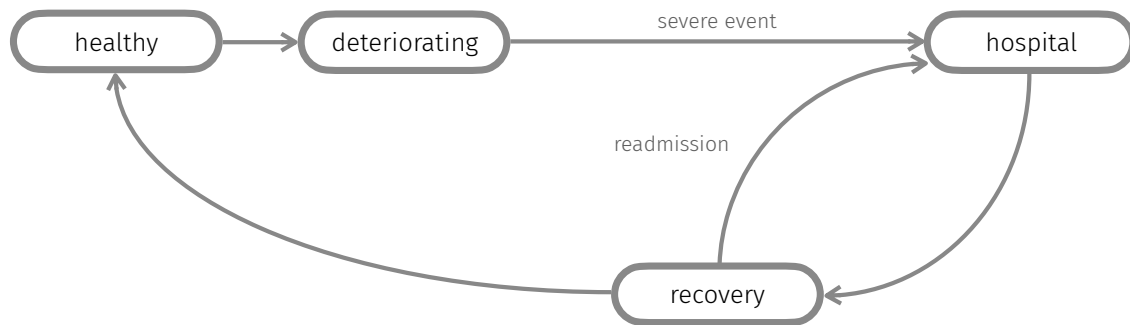 healthy
deteriorating
severe event
hospital
readmission
recovery